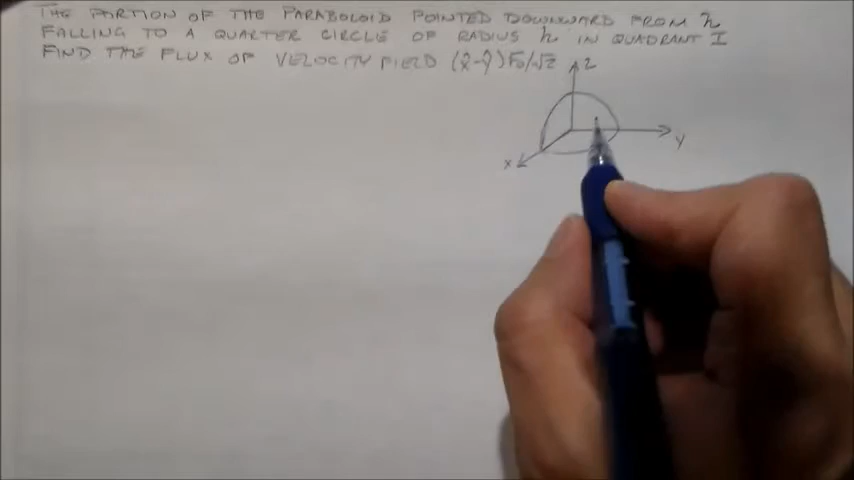 THE PORTION OF THE PARABOLOID POINTED DOWNWARD FROM h
FALLING TO A QUARTER CIRCLE OF RADIUS h IN QUADRANT I
FIND THE FLUX OF VELOCITY FIELD (x̂-ŷ)F₀/√z
z
y
x